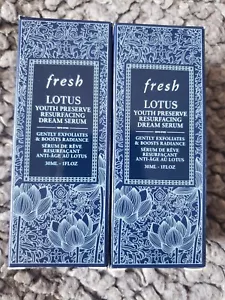 fresh
LOTUS
YOUTH PRESERVE
RESURFACING
DREAM SERUM
GENTLY EXFOLIATES
& BOOSTS RADIANCE
SÉRUM DE RÊVE
RESURFAÇANT
ANTI-ÂGE AU LOTUS
30ML - 1FL.OZ
fresh
LOTUS
YOUTH PRESERVE
RESURFACING
DREAM SERUM
GENTLY EXFOLIATES
& BOOSTS RADIANCE
SÉRUM DE RÊVE
RESURFAÇANT
ANTI-ÂGE AU LOTUS
30ML - 1FL.OZ